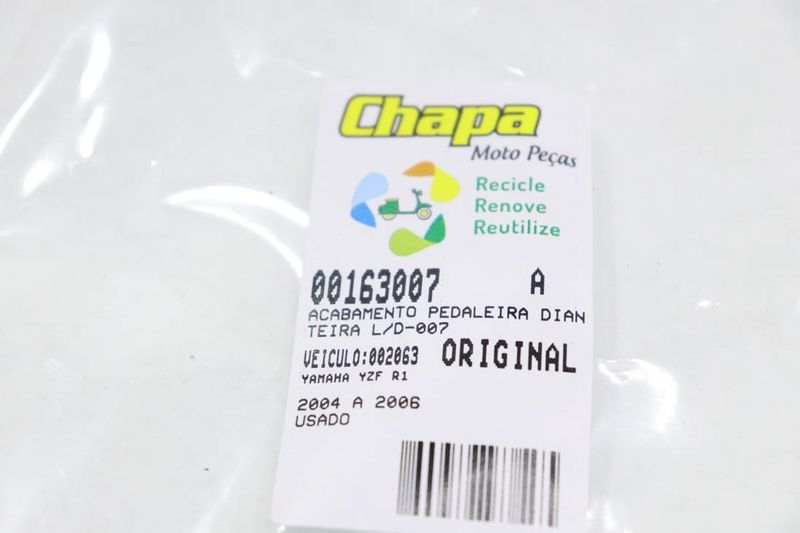 Chapa
Moto Peças
Recicle
Renove
Reutilize
00163007 A
ACABAMENTO PEDALEIRA DIAN
TEIRA L/D-007
VEICULO:002063 ORIGINAL
YAMAHA YZF R1
2004 A 2006
USADO